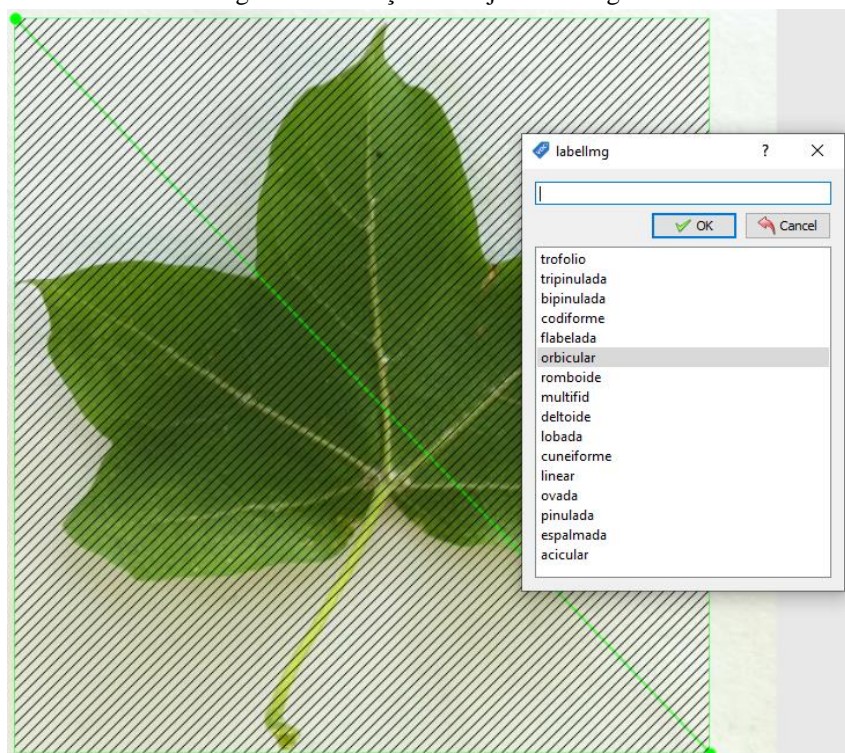 labelImg
OK
Cancel
trofolio
tripinulada
bipinulada
codiforme
flabelada
orbicular
romboide
multifid
deltoide
lobada
cuneiforme
linear
ovada
pinulada
espalmada
acicular